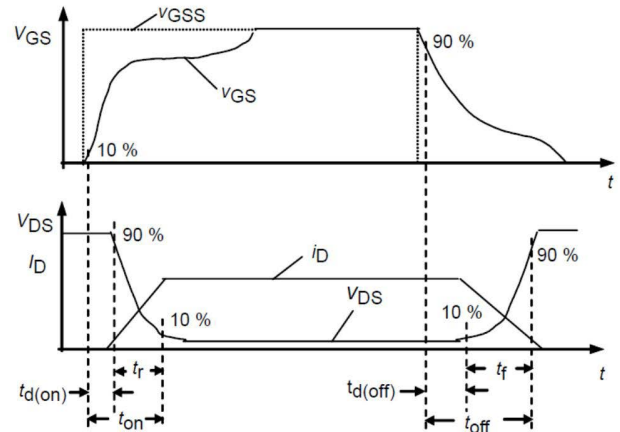 vGSS
VGS
90 %
vGS
10 %
t
VDS
90 %
ID
iD
90 %
VDS
10 %
10 %
tr
tf
t
td(on)
td(off)
ton
toff